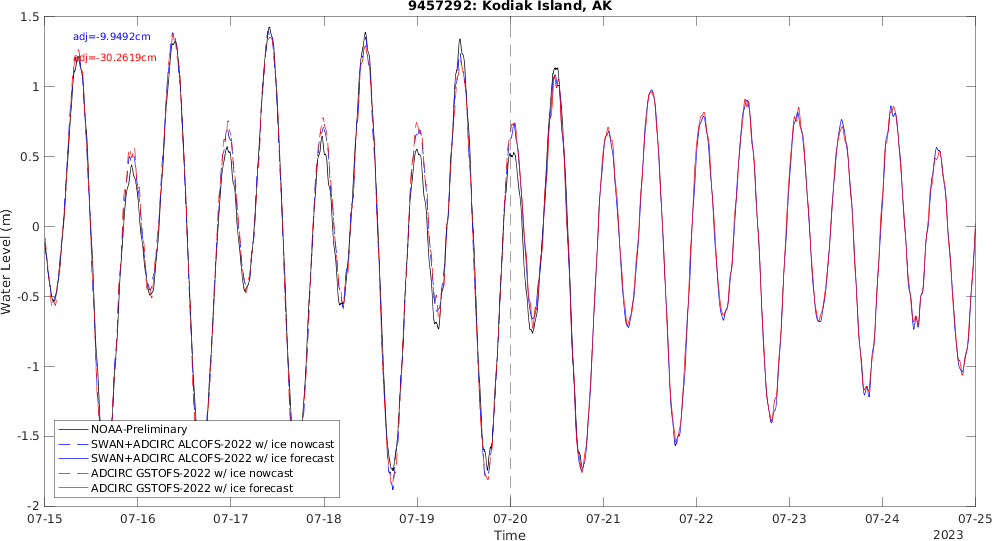 9457292: Kodiak Island, AK
adj=-9.9492cm
adj=-30.2619cm
Water Level (m)
1.5
1
0.5
0
-0.5
-1
-1.5
-2
NOAA-Preliminary
SWAN+ADCIRC ALCOFS-2022 w/ ice nowcast
SWAN+ADCIRC ALCOFS-2022 w/ ice forecast
ADCIRC GSTOFS-2022 w/ ice nowcast
ADCIRC GSTOFS-2022 w/ ice forecast
07-15 07-16 07-17 07-18 07-19 07-20 07-21 07-22 07-23 07-24 07-25
Time
2023